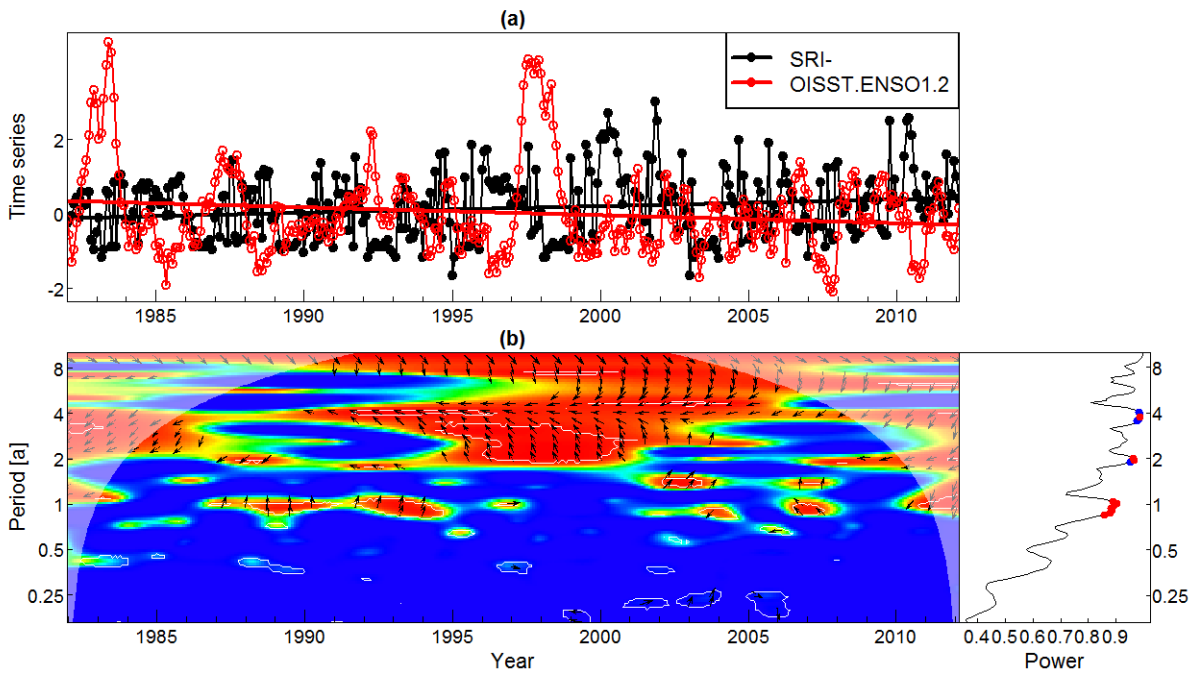 (a)
SRI-
OISST.ENSO1.2
Time series
2
0
-2
1985 1990 1995 2000 2005 2010
(b)
Period [a]
8 8
4 4
2 2
1 1
0.5 0.5
0.25 0.25
1985 1990 1995 2000 2005 2010 0.4 0.5 0.6 0.7 0.8 0.9
Year Power